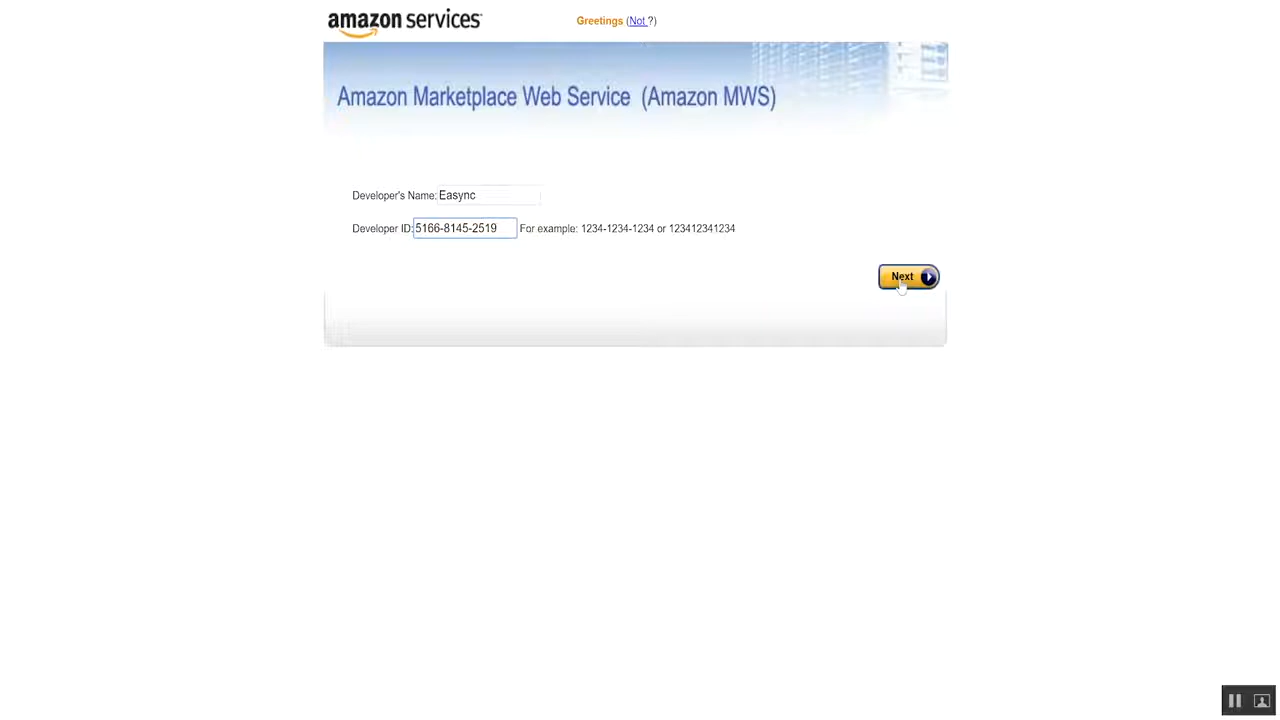 amazon services
Greetings (Not ?)
Amazon Marketplace Web Service (Amazon MWS)
Developer's Name: Easync
Developer ID: 5166-8145-2519 For example: 1234-1234-1234 or 123412341234
Next